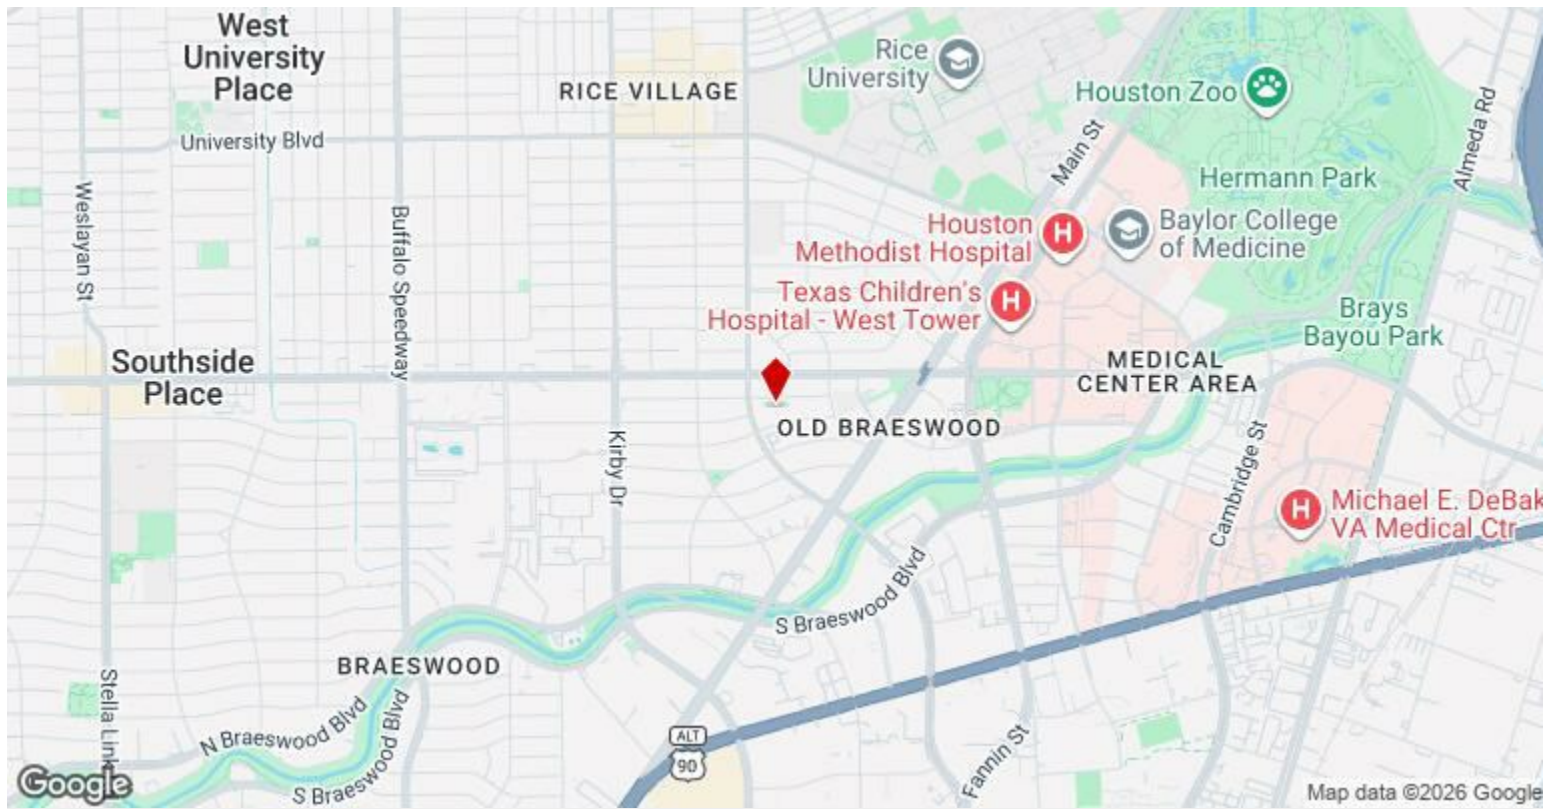 West
University
Place
RICE VILLAGE
Rice
University
Houston Zoo
Almeda Rd
University Blvd
Main St
Hermann Park
Weslayan St
Buffalo Speedway
Houston
Methodist Hospital
Baylor College
of Medicine
Texas Children's
Hospital - West Tower
Brays
Bayou Park
Southside
Place
MEDICAL
CENTER AREA
OLD BRAESWOOD
Kirby Dr
Cambridge St
Michael E. DeBak
VA Medical Ctr
S Braeswood Blvd
BRAESWOOD
Stella Link
N Braeswood Blvd
S Braeswood Blvd
ALT
90
Fannin St
Google
Map data ©2026 Google